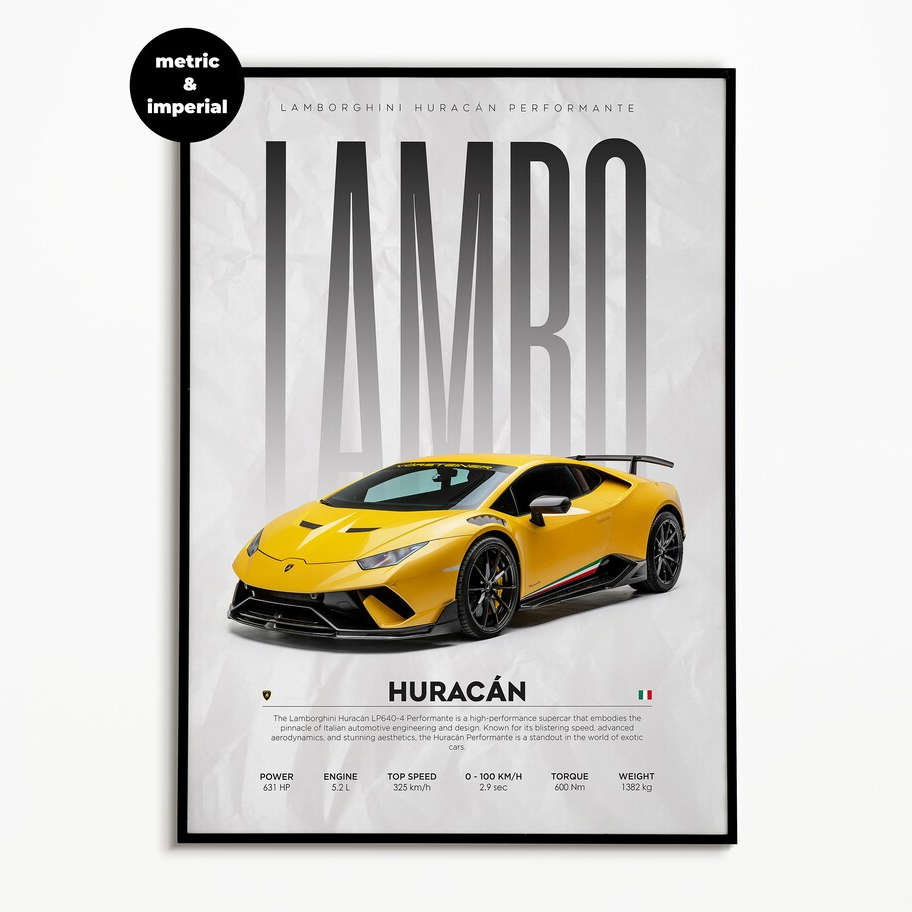 metric
&
imperial
LAMBORGHINI HURACÁN PERFORMANTE
LAMBO
VORSTEINER
HURACÁN
The Lamborghini Huracán LP640-4 Performante is a high-performance supercar that embodies the
pinnacle of Italian automotive engineering and design. Known for its blistering speed, advanced
aerodynamics, and stunning aesthetics, the Huracán Performante is a standout in the world of exotic
cars.
POWER ENGINE TOP SPEED 0 - 100 KM/H TORQUE WEIGHT
631 HP 5.2 L 325 km/h 2.9 sec 600 Nm 1382 kg